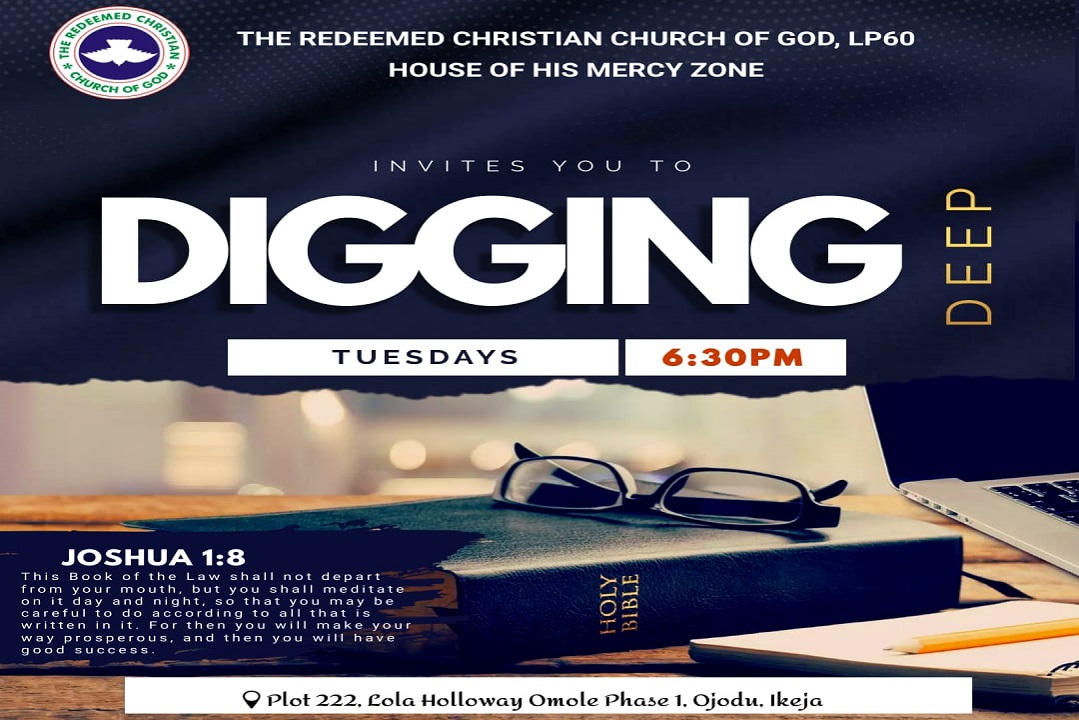 THE REDEEMED CHRISTIAN
CHURCH OF GOD
THE REDEEMED CHRISTIAN CHURCH OF GOD, LP60
HOUSE OF HIS MERCY ZONE
INVITES YOU TO
DIGGING
DEEP
TUESDAYS
6:30PM
JOSHUA 1:8
This Book of the Law shall not depart
from your mouth, but you shall meditate
on it day and night, so that you may be
careful to do according to all that is
written in it. For then you will make your
way prosperous, and then you will have
good success.
HOLY
BIBLE
Plot 222, Lola Holloway Omole Phase 1, Ojodu, Ikeja